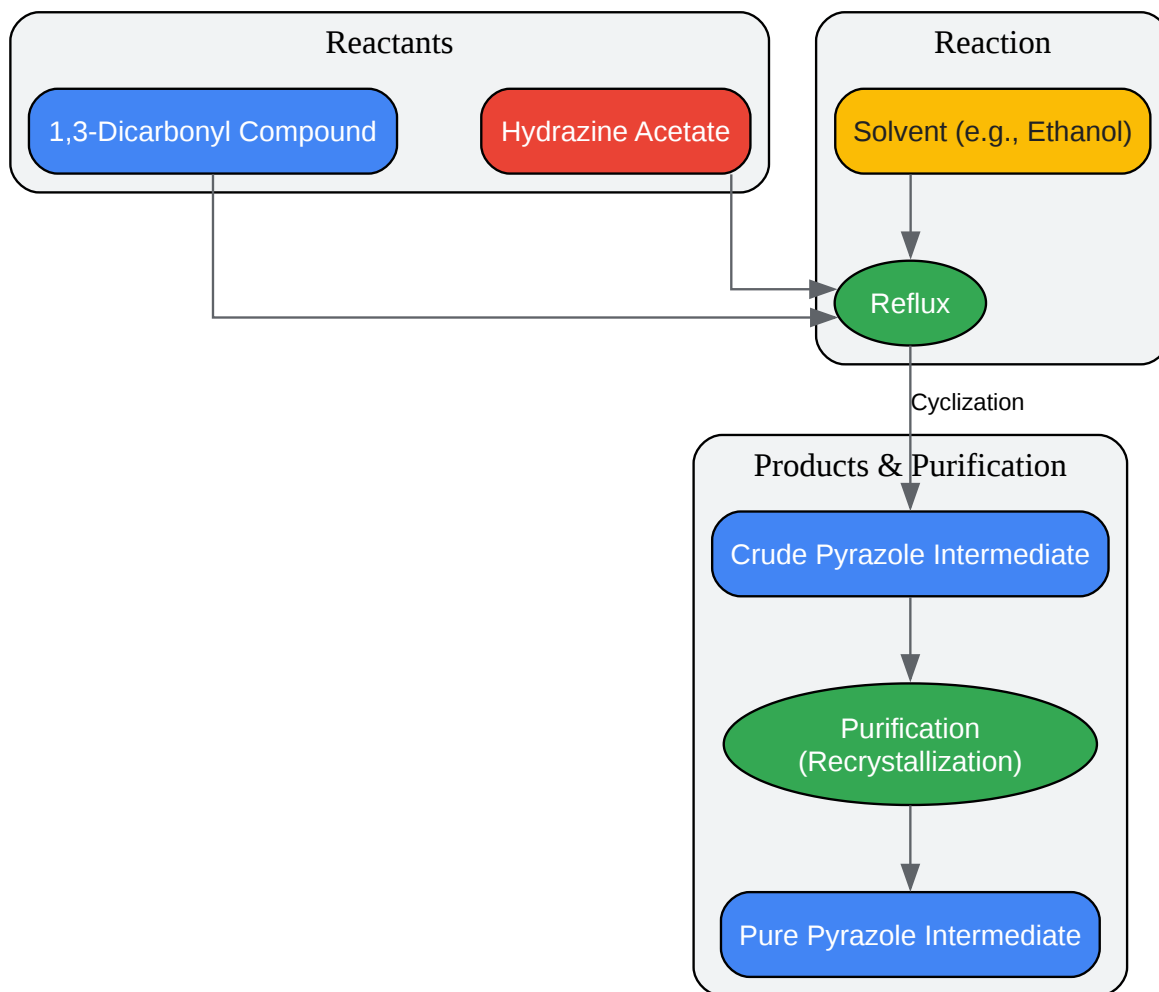 Reactants
Reaction
1,3-Dicarbonyl Compound
Hydrazine Acetate
Solvent (e.g., Ethanol)
Reflux
Cyclization
Products & Purification
Crude Pyrazole Intermediate
Purification
(Recrystallization)
Pure Pyrazole Intermediate